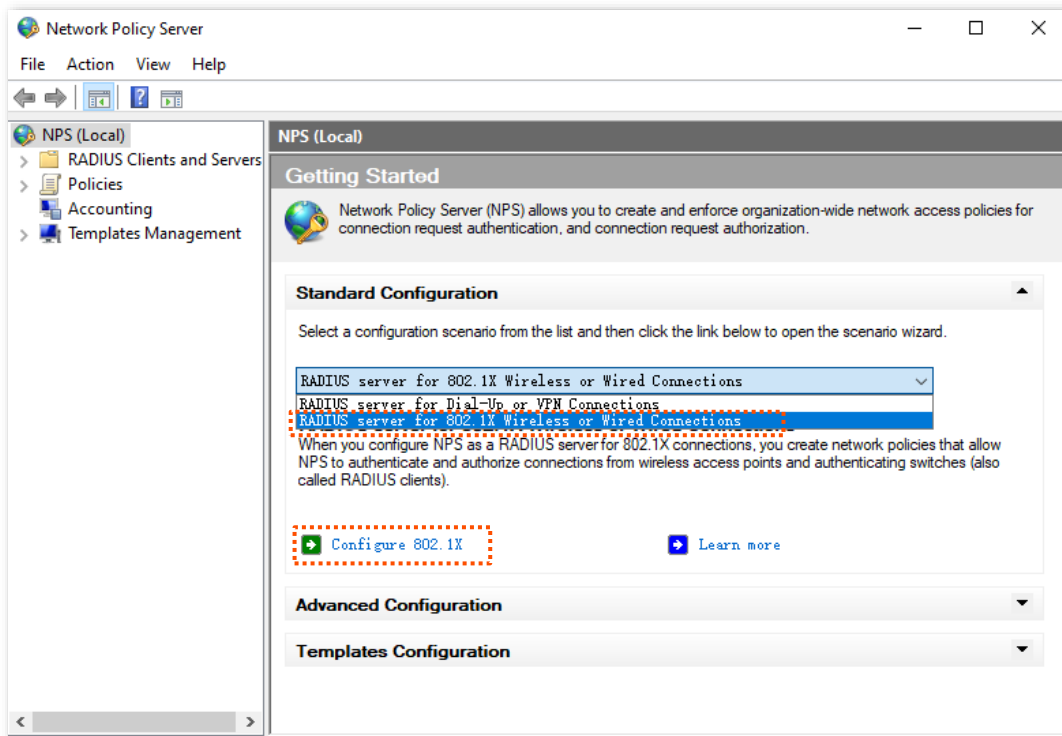 Network Policy Server
File Action View Help
NPS (Local)
RADIUS Clients and Servers
Policies
Accounting
Templates Management
NPS (Local)
Getting Started
Network Policy Server (NPS) allows you to create and enforce organization-wide network access policies for
connection request authentication, and connection request authorization.
Standard Configuration
Select a configuration scenario from the list and then click the link below to open the scenario wizard.
RADIUS server for 802.1X Wireless or Wired Connections
RADIUS server for Dial-Up or VPN Connections
RADIUS server for 802.1X Wireless or Wired Connections
When you configure NPS as a RADIUS server for 802.1X connections, you create network policies that allow
NPS to authenticate and authorize connections from wireless access points and authenticating switches (also
called RADIUS clients).
Configure 802.1X
Learn more
Advanced Configuration
Templates Configuration